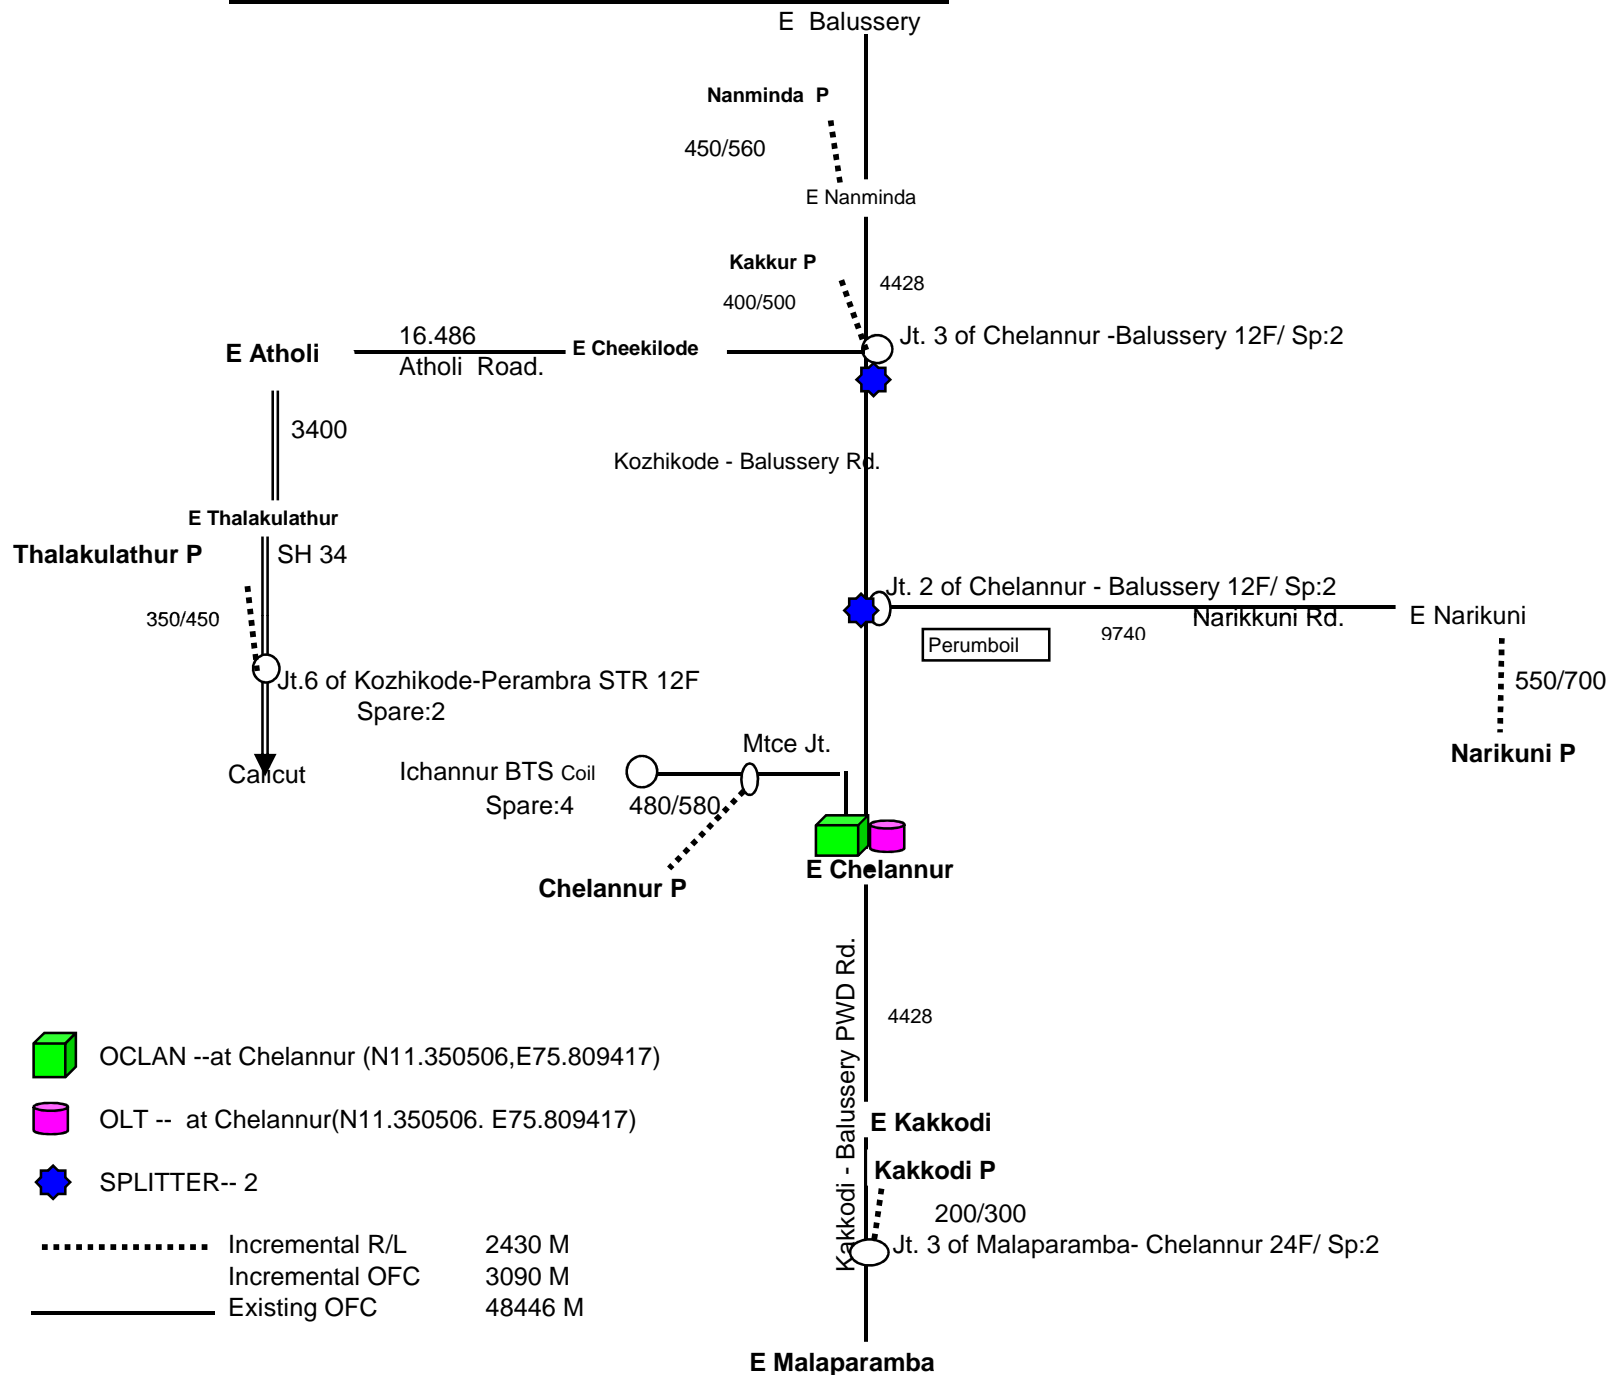 E Balussery
Nanminda P
450/560
E Nanminda
Kakkur P
4428
400/500
16.486
Jt. 3 of Chelannur -Balussery 12F/ Sp:2
E Atholi
E Cheekilode
Atholi Road.
3400
Kozhikode - Balussery Rd.
E Thalakulathur
Thalakulathur P
SH 34
Jt. 2 of Chelannur - Balussery 12F/ Sp:2
350/450
Narikkuni Rd.
E Narikuni
Perumboil
9740
Jt.6 of Kozhikode-Perambra STR 12F
Spare:2
550/700
Mtce Jt.
Narikuni P
Calicut
Ichannur BTS Coil
Spare:4
480/580
E Chelannur
Chelannur P
Kakkodi - Balussery PWD Rd.
4428
OCLAN --at Chelannur (N11.350506,E75.809417)
OLT -- at Chelannur(N11.350506. E75.809417)
E Kakkodi
Kakkodi P
SPLITTER-- 2
200/300
Jt. 3 of Malaparamba- Chelannur 24F/ Sp:2
Incremental R/L 2430 M
Incremental OFC 3090 M
Existing OFC 48446 M
E Malaparamba